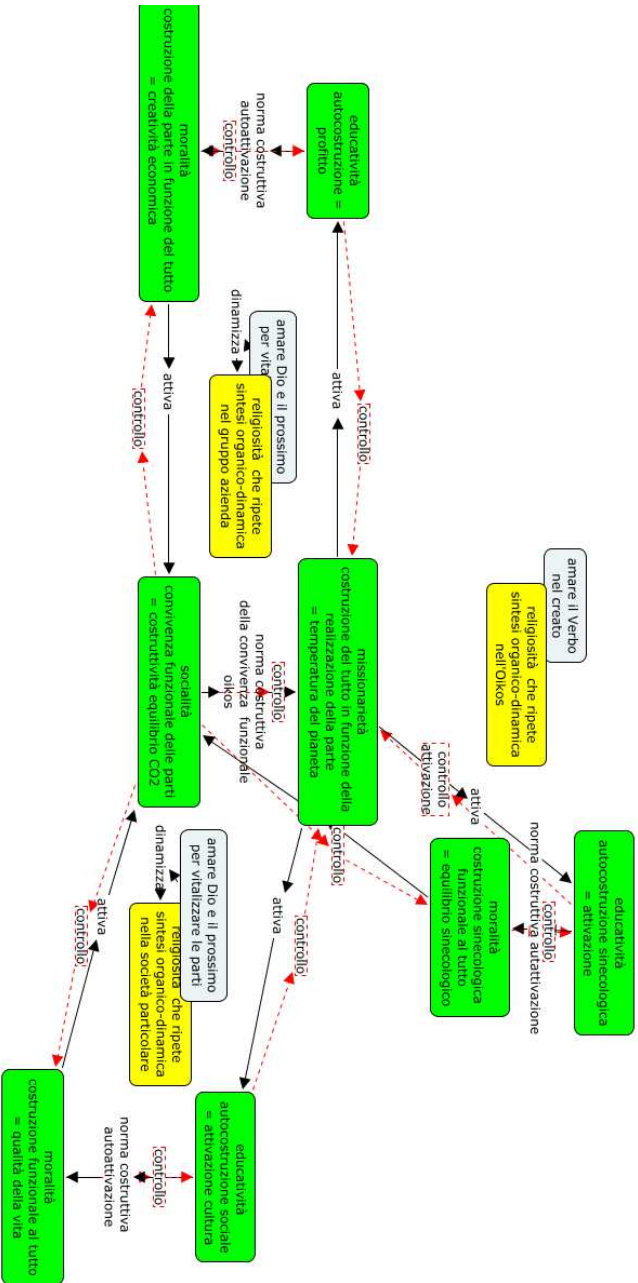 educatività
autocostruzione sinecologica
= attivazione
amare il Verbo
nel creato
religiosità che ripete
sintesi organico-dinamica
nell'Oikos
controllo
norma costruttiva autattivazione
attiva
controllo
attivazione
moralità
costruzione sinecologica
funzionale al tutto
= equilibrio sinecologico
educatività
autocostruzione =
profitto
controllo
attiva
missionarietà
costruzione del tutto in funzione della
realizzazione della parte
= temperatura del pianeta
controllo
attiva
controllo
norma costruttiva
autoattivazione
controllo
amare Dio e il prossimo
per vita
dinamizza
religiosità che ripete
sintesi organico-dinamica
nel gruppo azienda
controllo
norma costruttiva
della convivenza funzionale
oikos
educatività
autocostruzione sociale
= attivazione cultura
moralità
costruzione della parte in funzione del tutto
= creatività economica
attiva
controllo
socialità
convivenza funzionale delle parti
= costruttività equilibrio CO2
amare Dio e il prossimo
per vitalizzare le parti
dinamizza
religiosità che ripete
sintesi organico-dinamica
nella società particolare
controllo
norma costruttiva
autoattivazione
attiva
controllo
moralità
costruzione funzionale al tutto
= qualità della vita